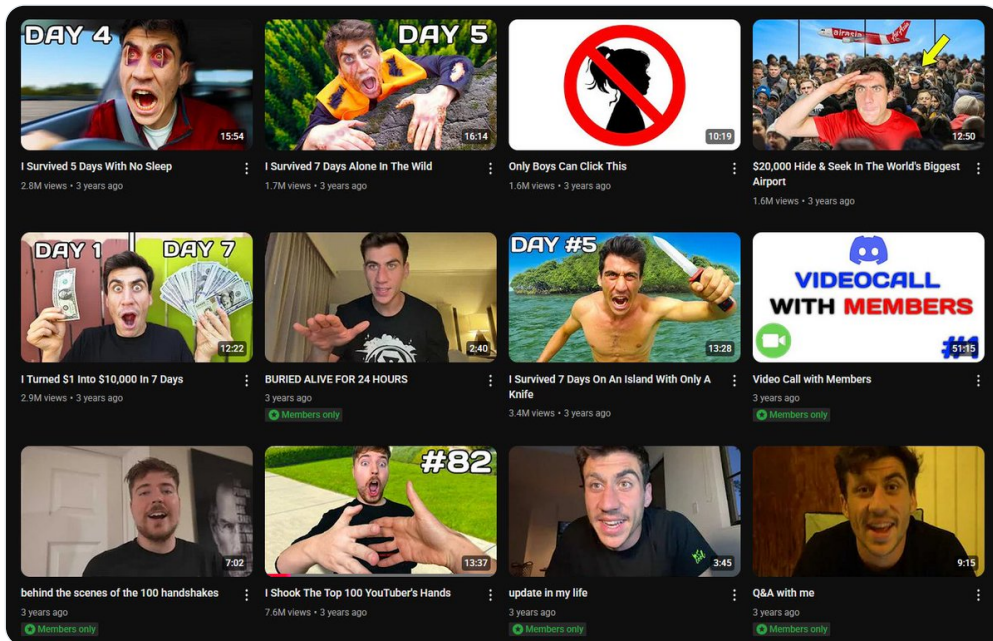 DAY 4
15:54
I Survived 5 Days With No Sleep
2.8M views • 3 years ago
DAY 5
16:14
I Survived 7 Days Alone In The Wild
1.7M views • 3 years ago
10:19
Only Boys Can Click This
1.6M views • 3 years ago
airasia
12:50
$20,000 Hide & Seek In The World's Biggest
Airport
1.6M views • 3 years ago
DAY 1
DAY 7
12:22
I Turned $1 Into $10,000 In 7 Days
2.9M views • 3 years ago
2:40
BURIED ALIVE FOR 24 HOURS
3 years ago
Members only
DAY #5
13:28
I Survived 7 Days On An Island With Only A
Knife
3.4M views • 3 years ago
VIDEOCALL
WITH MEMBERS
51:15
Video Call with Members
3 years ago
Members only
7:02
behind the scenes of the 100 handshakes
3 years ago
Members only
#82
13:37
I Shook The Top 100 YouTuber's Hands
7.6M views • 3 years ago
3:45
update in my life
3 years ago
Members only
9:15
Q&A with me
3 years ago
Members only